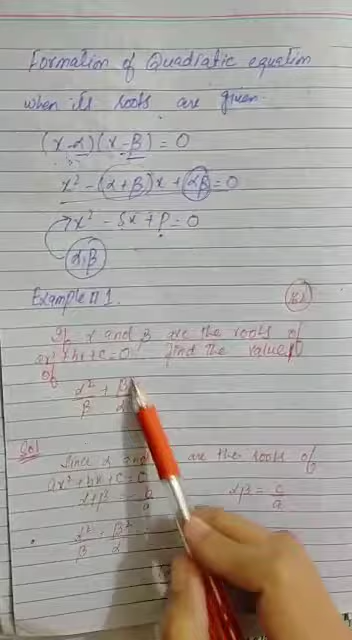 Formation of Quadratic equation
when its roots are given.
(x-α)(x-β) = 0
x² - (α+β)x + αβ = 0
x² - Sx + P = 0
α, β
Example # 1.
If α and β are the roots of
ax² + bx + c = 0 find the value
of
α²/β + β²/α
Sol
Since α and are the roots of
ax² + bx + c = 0
α+β = -b/a αβ = c/a
α²/β + β²/α